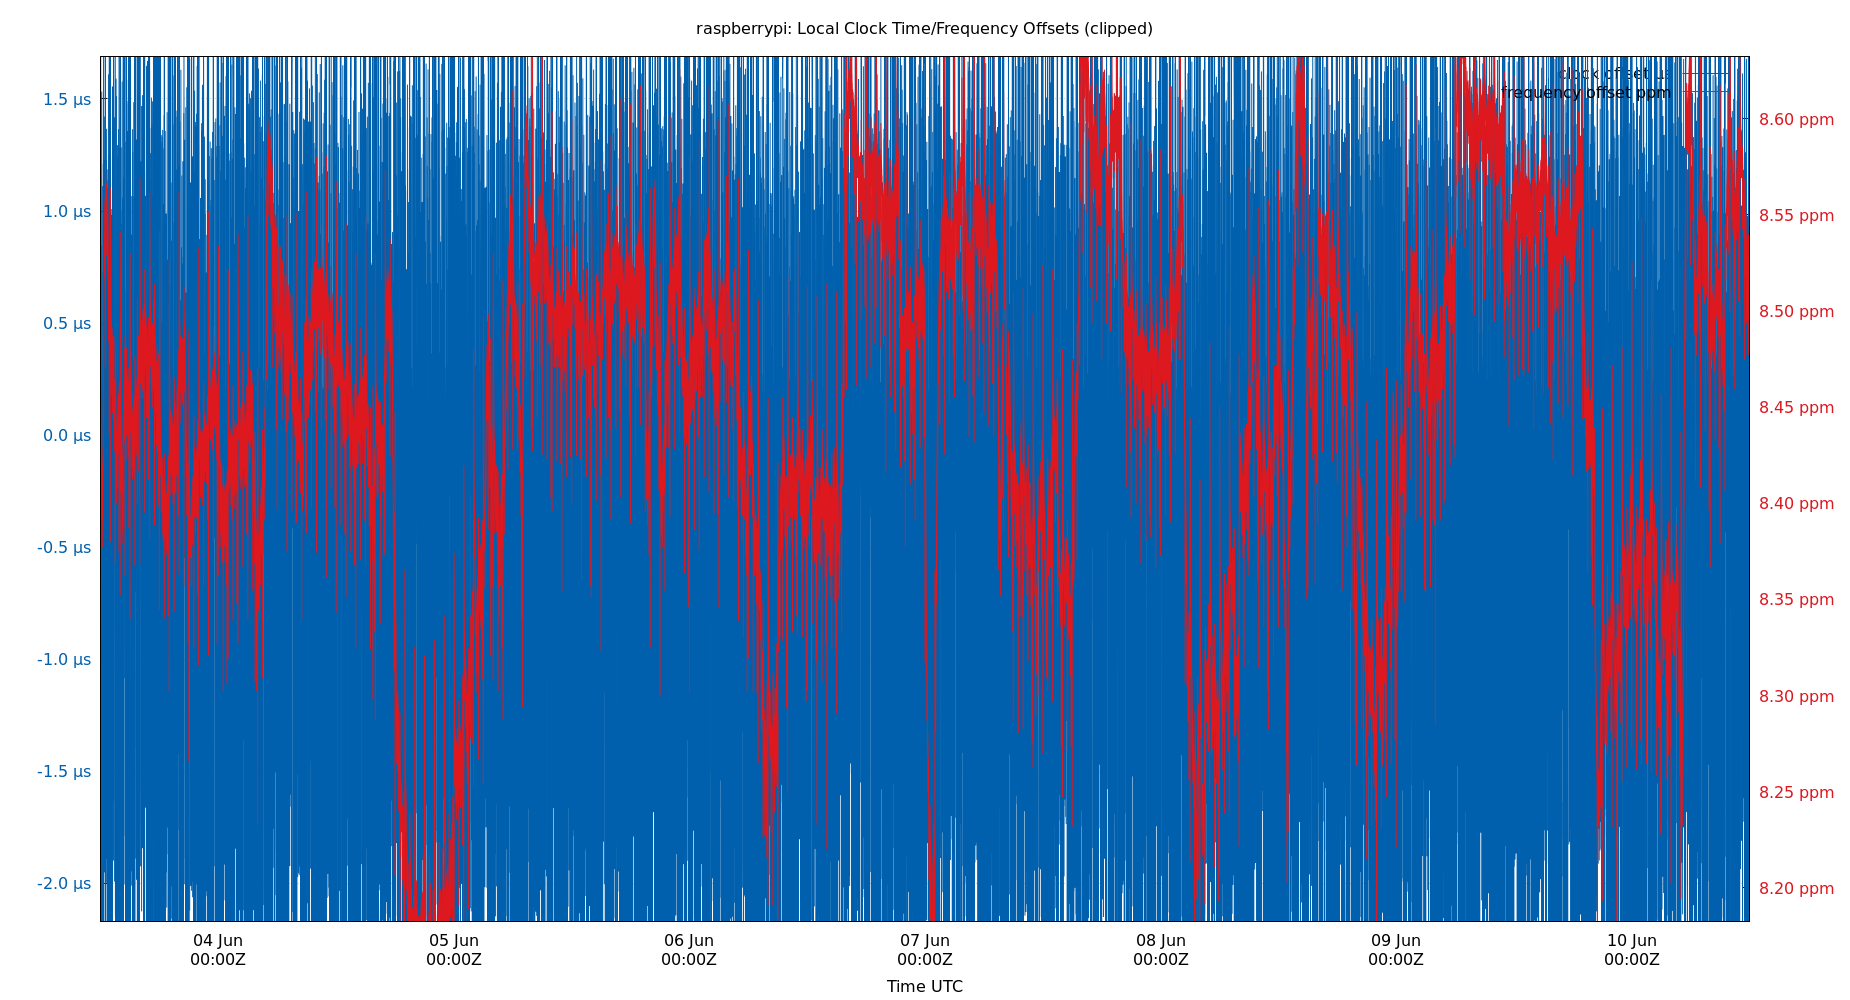 raspberrypi: Local Clock Time/Frequency Offsets (clipped)
clock offset µs
frequency offset ppm
1.5 µs
1.0 µs
0.5 µs
0.0 µs
-0.5 µs
-1.0 µs
-1.5 µs
-2.0 µs
8.60 ppm
8.55 ppm
8.50 ppm
8.45 ppm
8.40 ppm
8.35 ppm
8.30 ppm
8.25 ppm
8.20 ppm
04 Jun 05 Jun 06 Jun 07 Jun 08 Jun 09 Jun 10 Jun
00:00Z 00:00Z 00:00Z 00:00Z 00:00Z 00:00Z 00:00Z
Time UTC